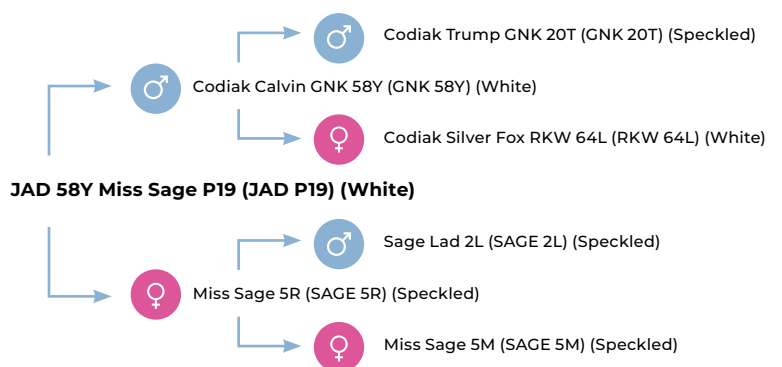 Codiak Trump GNK 20T (GNK 20T) (Speckled)
Codiak Calvin GNK 58Y (GNK 58Y) (White)
Codiak Silver Fox RKW 64L (RKW 64L) (White)
JAD 58Y Miss Sage P19 (JAD P19) (White)
Sage Lad 2L (SAGE 2L) (Speckled)
Miss Sage 5R (SAGE 5R) (Speckled)
Miss Sage 5M (SAGE 5M) (Speckled)